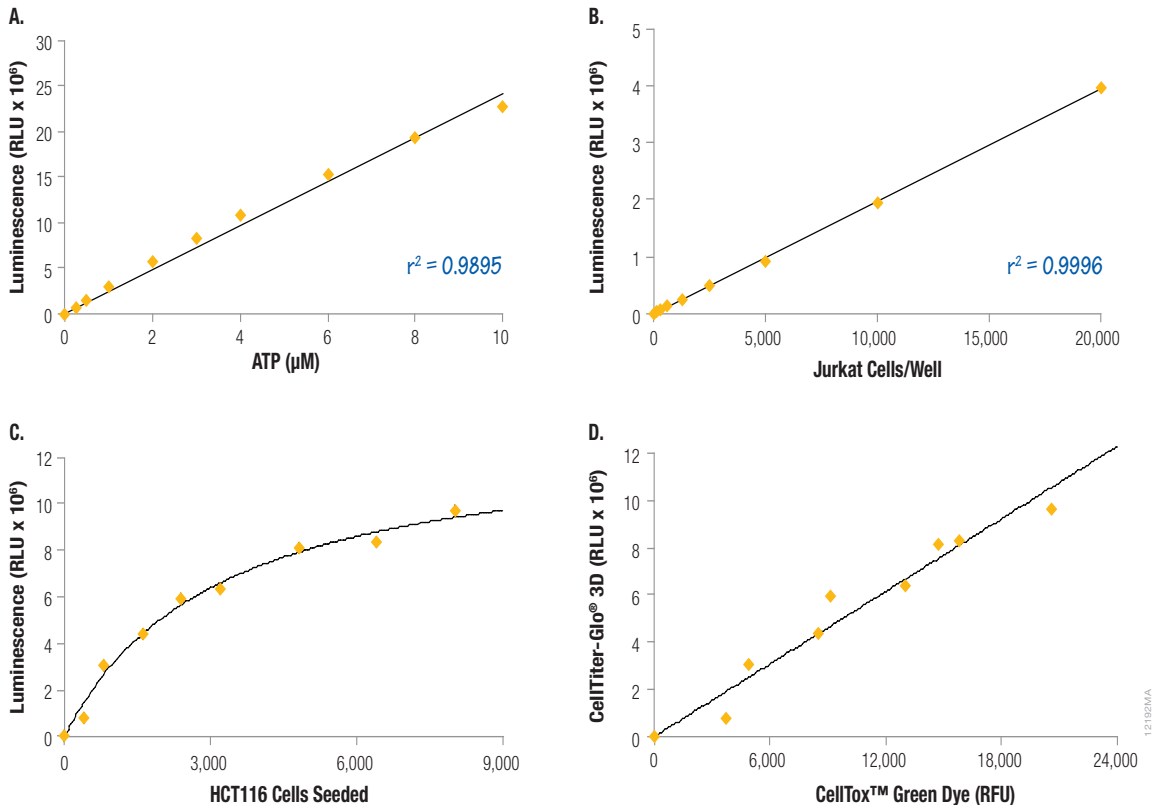 A.
Luminescence (RLU x 10⁶)
30
25
20
15
10
5
0
r² = 0.9895
0 2 4 6 8 10
ATP (µM)
B.
Luminescence (RLU x 10⁶)
5
4
3
2
1
0
r² = 0.9996
0 5,000 10,000 15,000 20,000
Jurkat Cells/Well
C.
Luminescence (RLU x 10⁶)
12
10
8
6
4
2
0
0 3,000 6,000 9,000
HCT116 Cells Seeded
D.
CellTiter-Glo® 3D (RLU x 10⁶)
12
10
8
6
4
2
0
0 6,000 12,000 18,000 24,000
CellTox™ Green Dye (RFU)
12192MA